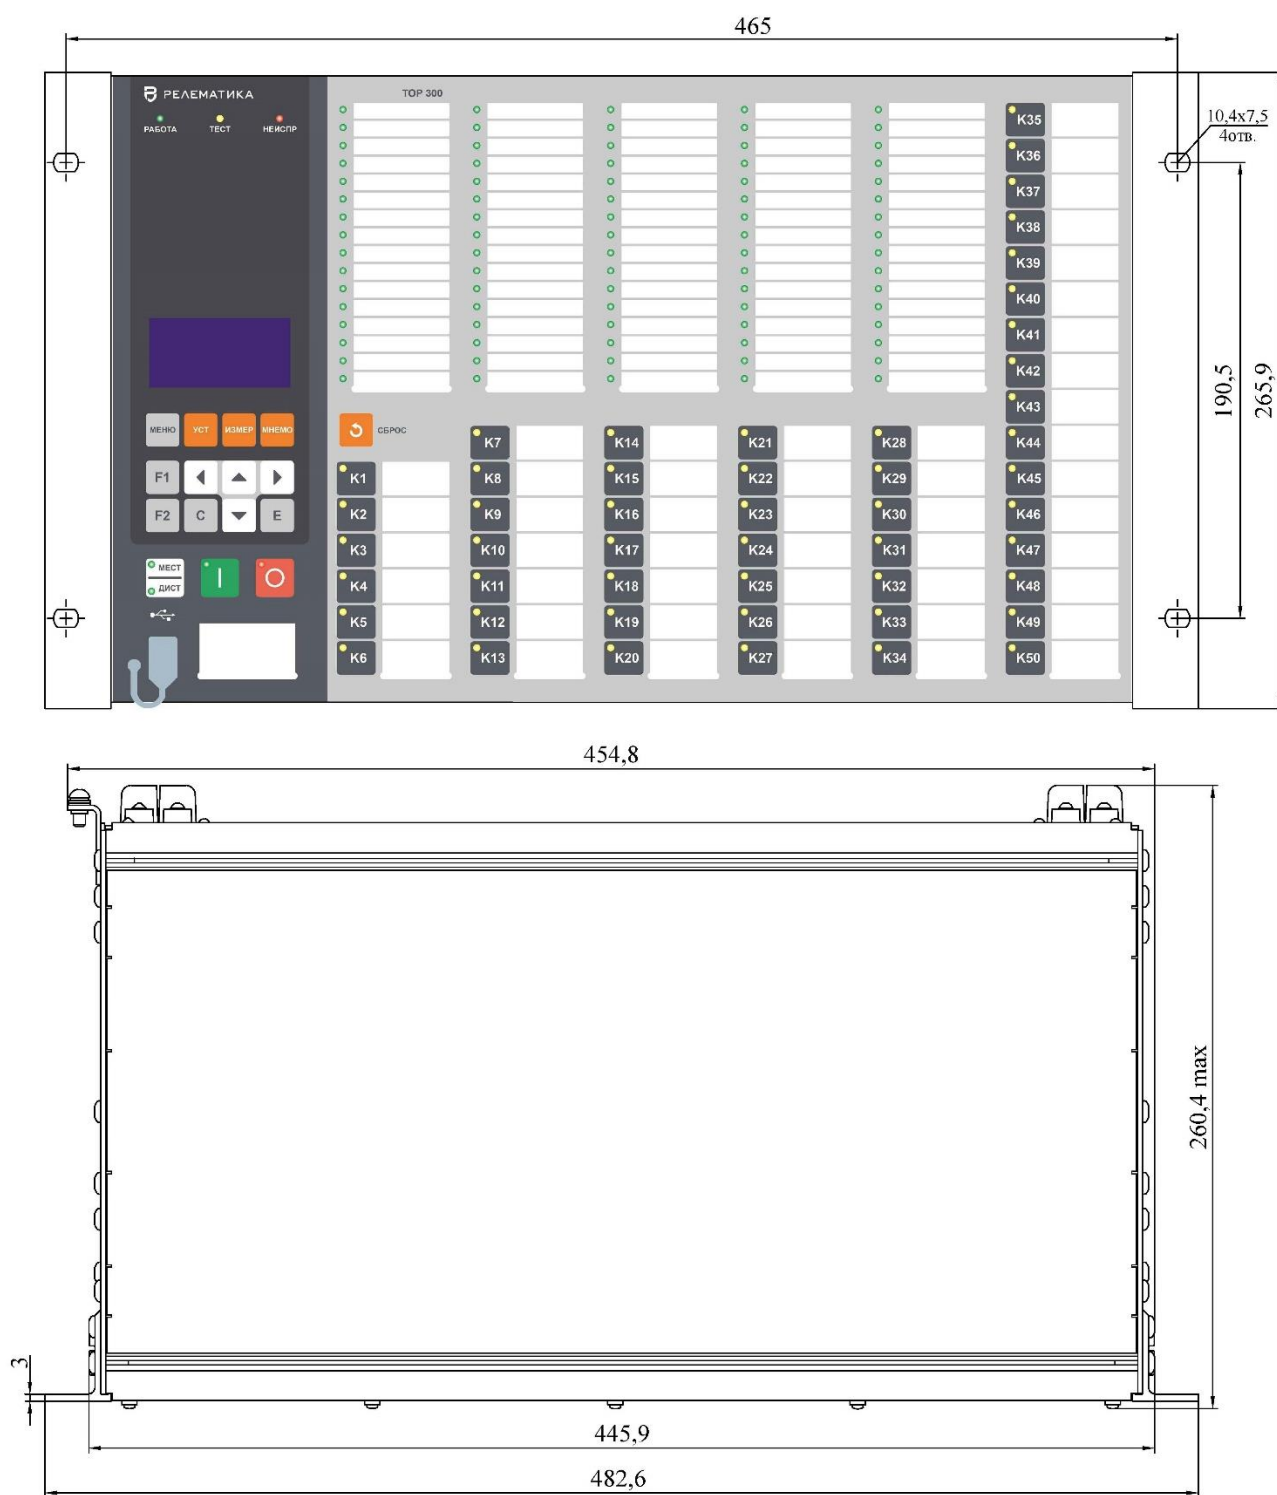 465
РЕЛЕМАТИКА
TOP 300
РАБОТА ТЕСТ НЕИСПР
10,4x7,5
4отв.
K35
K36
K37
K38
K39
K40
K41
K42
K43
190,5
265,9
МЕНЮ УСТ ИЗМЕР МНЕМО
СБРОС
K7 K14 K21 K28 K44
F1
K1 K8 K15 K22 K29 K45
F2 C E
K2 K9 K16 K23 K30 K46
K3 K10 K17 K24 K31 K47
МЕСТ
ДИСТ
K4 K11 K18 K25 K32 K48
K5 K12 K19 K26 K33 K49
K6 K13 K20 K27 K34 K50
454,8
260,4 max
3
445,9
482,6